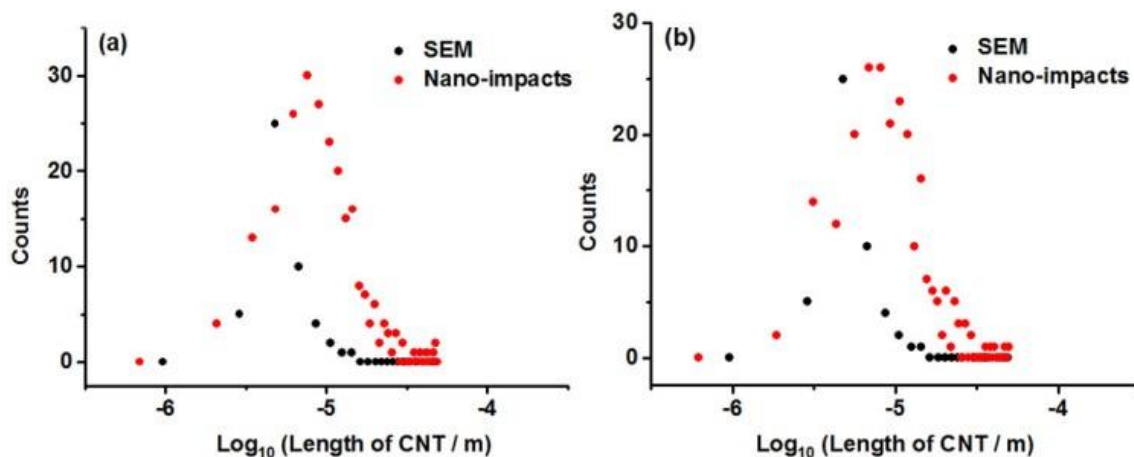 (a)
SEM
Nano-impacts
30
20
10
0
Counts
-6
-5
-4
Log10 (Length of CNT / m)
(b)
SEM
Nano-impacts
30
20
10
0
Counts
-6
-5
-4
Log10 (Length of CNT / m)